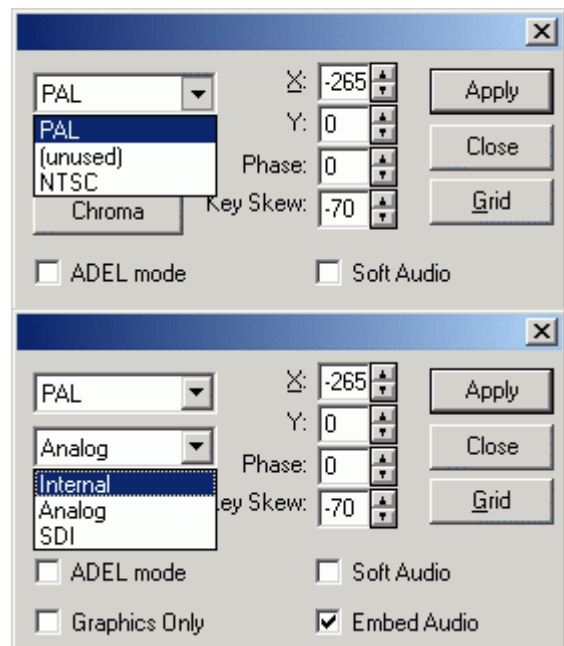 PAL
X: -265
Apply
PAL
(unused)
NTSC
Y: 0
Close
Phase: 0
Chroma
Key Skew: -70
Grid
ADEL mode
Soft Audio
PAL
X: -265
Apply
Analog
Y: 0
Close
Internal
Analog
SDI
Phase: 0
ey Skew: -70
Grid
ADEL mode
Soft Audio
Graphics Only
Embed Audio